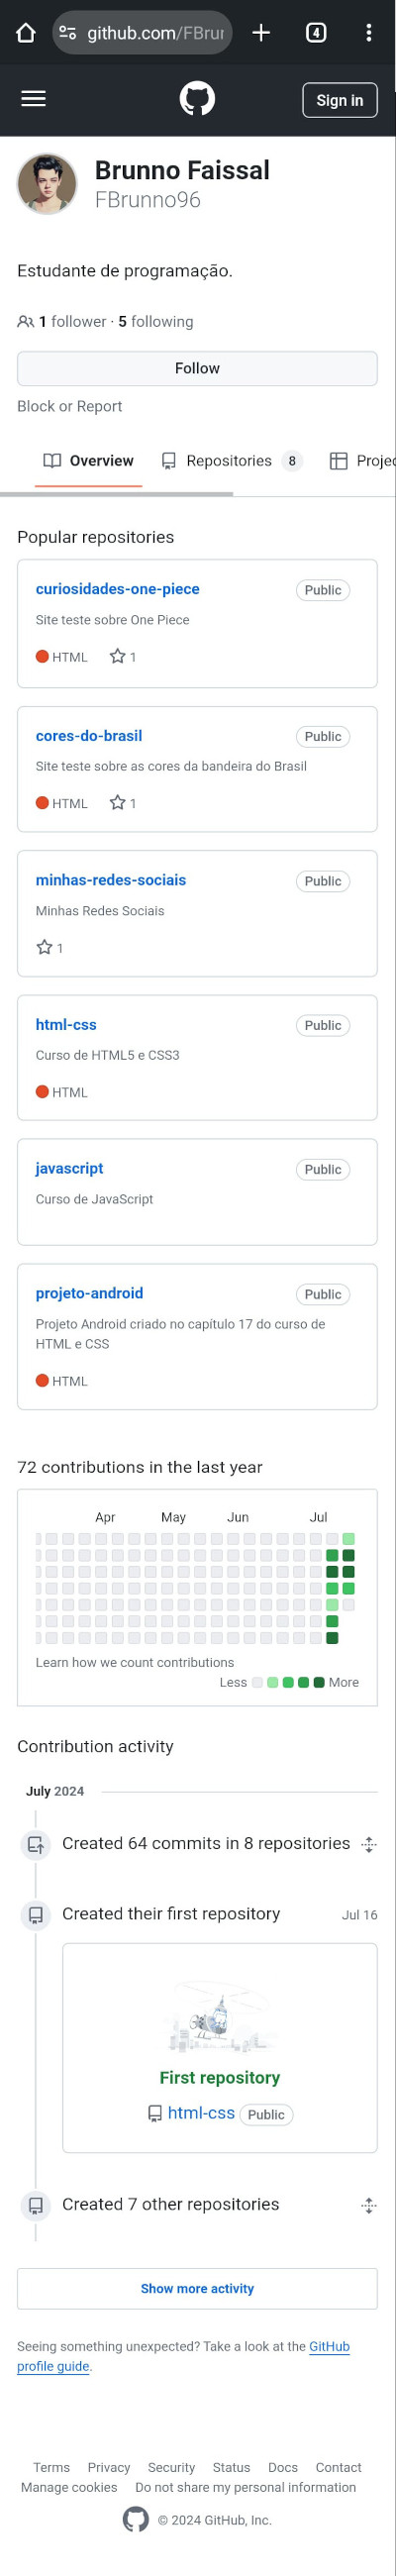 github.com/FBrur
4
Sign in
Brunno Faissal
FBrunno96
Estudante de programação.
1 follower · 5 following
Follow
Block or Report
Overview Repositories 8 Projec
Popular repositories
curiosidades-one-piece Public
Site teste sobre One Piece
HTML 1
cores-do-brasil Public
Site teste sobre as cores da bandeira do Brasil
HTML 1
minhas-redes-sociais Public
Minhas Redes Sociais
1
html-css Public
Curso de HTML5 e CSS3
HTML
javascript Public
Curso de JavaScript
projeto-android Public
Projeto Android criado no capítulo 17 do curso de
HTML e CSS
HTML
72 contributions in the last year
Apr May Jun Jul
Learn how we count contributions
Less More
Contribution activity
July 2024
Created 64 commits in 8 repositories
Created their first repository Jul 16
First repository
html-css Public
Created 7 other repositories
Show more activity
Seeing something unexpected? Take a look at the GitHub
profile guide.
Terms Privacy Security Status Docs Contact
Manage cookies Do not share my personal information
© 2024 GitHub, Inc.